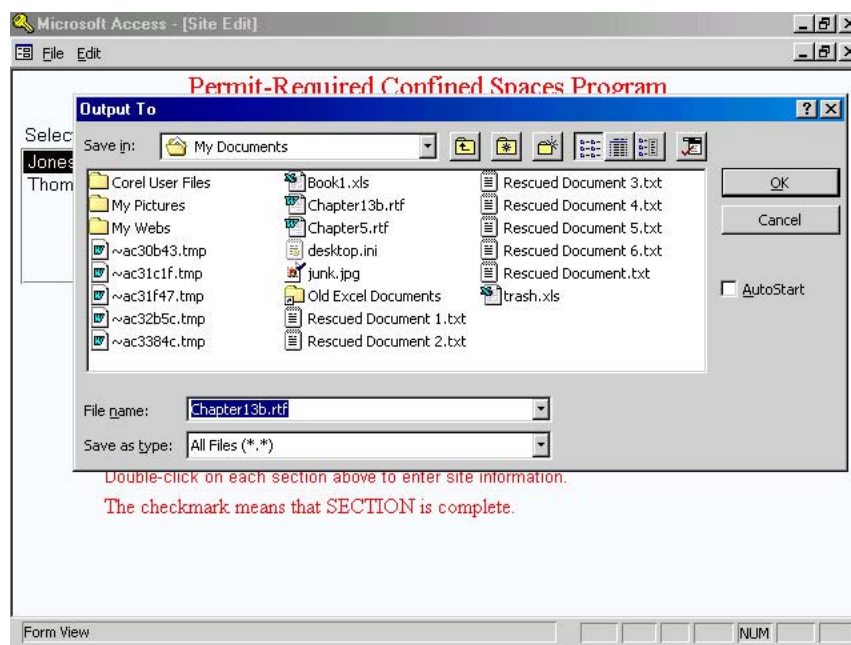 Microsoft Access - [Site Edit]
File Edit
Permit-Required Confined Spaces Program
Output To
Selec
Jones
Thom
Save in: My Documents
Corel User Files
My Pictures
My Webs
~ac30b43.tmp
~ac31c1f.tmp
~ac31f47.tmp
~ac32b5c.tmp
~ac3384c.tmp
Book1.xls
Chapter13b.rtf
Chapter5.rtf
desktop.ini
junk.jpg
Old Excel Documents
Rescued Document 1.txt
Rescued Document 2.txt
Rescued Document 3.txt
Rescued Document 4.txt
Rescued Document 5.txt
Rescued Document 6.txt
Rescued Document.txt
trash.xls
OK
Cancel
AutoStart
File name: Chapter13b.rtf
Save as type: All Files (*.*)
Double-click on each section above to enter site information.
The checkmark means that SECTION is complete.
Form View
NUM